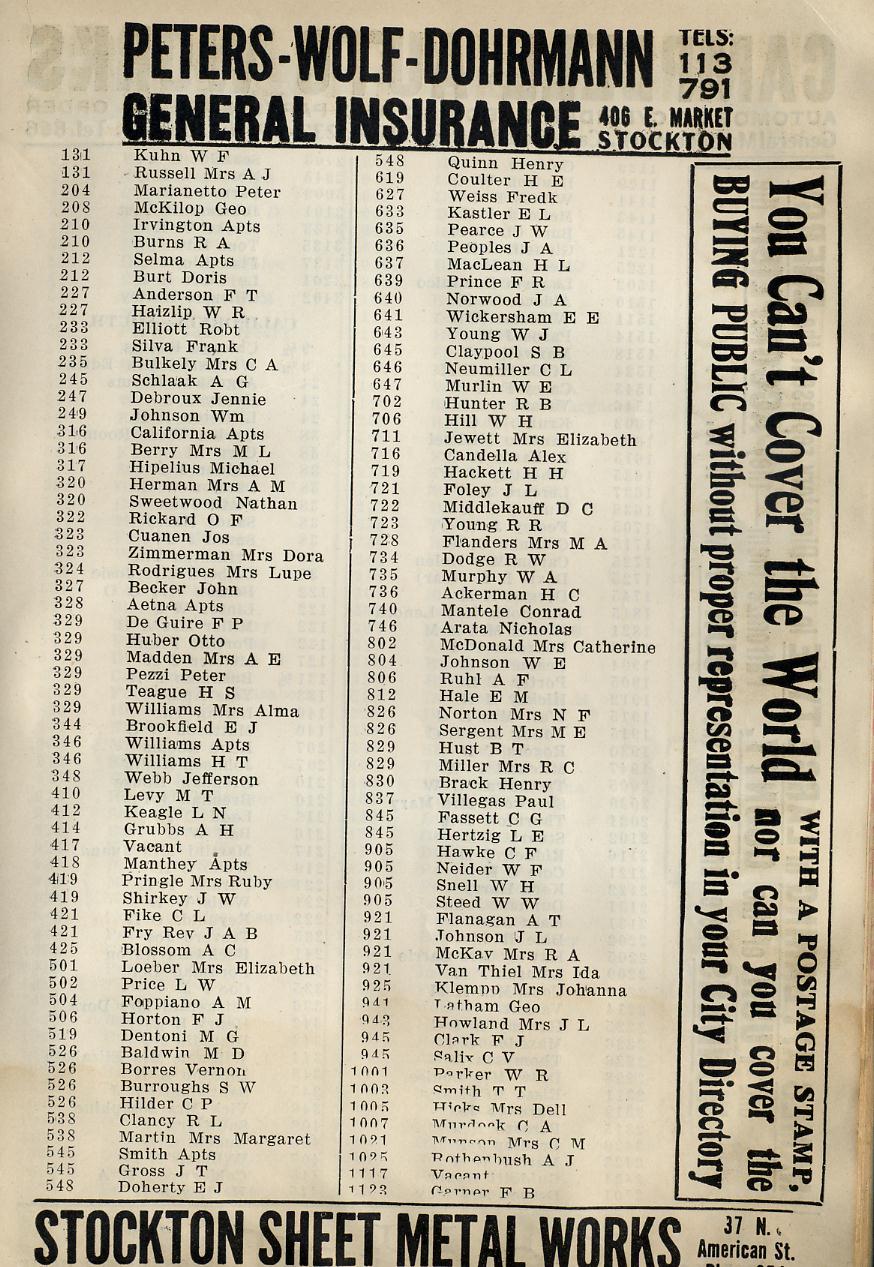 PETERS-WOLF-DOHRMANN
TELS:
113
791
GENERAL INSURANCE
406 E. MARKET
STOCKTON
131 Kuhn W F
131 Russell Mrs A J
204 Marianetto Peter
208 McKilop Geo
210 Irvington Apts
210 Burns R A
212 Selma Apts
212 Burt Doris
227 Anderson F T
227 Haizlip W R
233 Elliott Robt
233 Silva Frank
235 Bulkely Mrs C A
245 Schlaak A G
247 Debroux Jennie
249 Johnson Wm
316 California Apts
316 Berry Mrs M L
317 Hipelius Michael
320 Herman Mrs A M
320 Sweetwood Nathan
322 Rickard O F
323 Cuanen Jos
323 Zimmerman Mrs Dora
324 Rodrigues Mrs Lupe
327 Becker John
328 Aetna Apts
329 De Guire F P
329 Huber Otto
329 Madden Mrs A E
329 Pezzi Peter
329 Teague H S
329 Williams Mrs Alma
344 Brookfield E J
346 Williams Apts
346 Williams H T
348 Webb Jefferson
410 Levy M T
412 Keagle L N
414 Grubbs A H
417 Vacant
418 Manthey Apts
419 Pringle Mrs Ruby
419 Shirkey J W
421 Fike C L
421 Fry Rev J A B
425 Blossom A C
501 Loeber Mrs Elizabeth
502 Price L W
504 Foppiano A M
506 Horton F J
519 Dentoni M G
526 Baldwin M D
526 Borres Vernon
526 Burroughs S W
526 Hilder C P
538 Clancy R L
538 Martin Mrs Margaret
545 Smith Apts
545 Gross J T
548 Doherty E J
548 Quinn Henry
619 Coulter H E
627 Weiss Fredk
633 Kastler E L
635 Pearce J W
636 Peoples J A
637 MacLean H L
639 Prince F R
640 Norwood J A
641 Wickersham E E
643 Young W J
645 Claypool S B
646 Neumiller C L
647 Murlin W E
702 Hunter R B
706 Hill W H
711 Jewett Mrs Elizabeth
716 Candella Alex
719 Hackett H H
721 Foley J L
722 Middlekauff D C
723 Young R R
728 Flanders Mrs M A
734 Dodge R W
735 Murphy W A
736 Ackerman H C
740 Mantele Conrad
746 Arata Nicholas
802 McDonald Mrs Catherine
804 Johnson W E
806 Ruhl A F
812 Hale E M
826 Norton Mrs N F
826 Sergent Mrs M E
829 Hust B T
829 Miller Mrs R C
830 Brack Henry
837 Villegas Paul
845 Fassett C G
845 Hertzig L E
905 Hawke C F
905 Neider W F
905 Snell W H
905 Steed W W
921 Flanagan A T
921 Johnson J L
921 McKay Mrs R A
921 Van Thiel Mrs Ida
925 Klempp Mrs Johanna
941 Latham Geo
943 Howland Mrs J L
945 Clark F J
945 Salix C V
1001 Parker W R
1003 Smith T T
1005 Hicks Mrs Dell
1007 Murdock C A
1021 Munson Mrs C M
1025 Rothenbush A J
1117 Vacant
1123 Garner F B
You Can't Cover the World WITH A POSTAGE STAMP,
nor can you cover the
BUYING PUBLIC without proper representation in your City Directory
STOCKTON SHEET METAL WORKS
37 N.
American St.